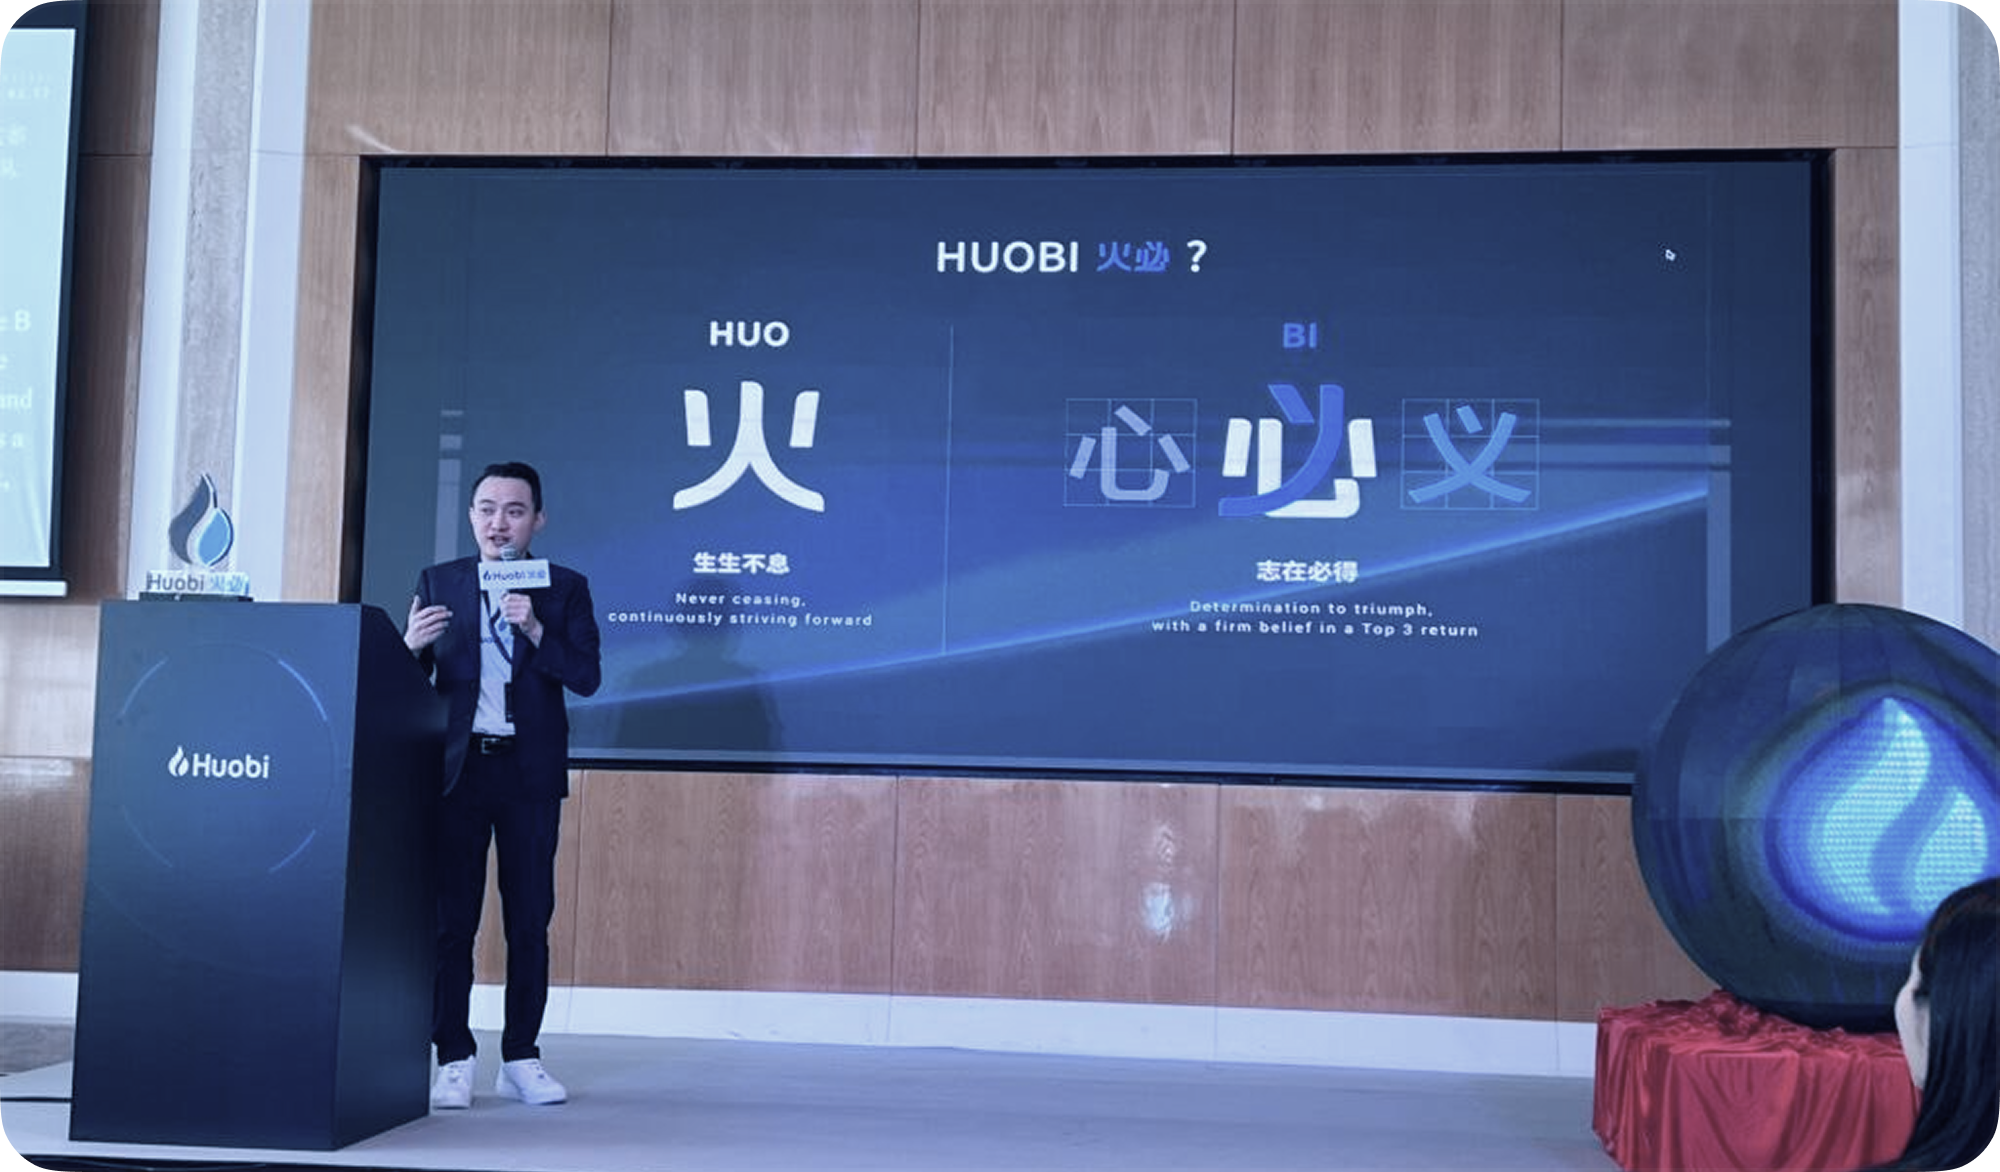 HUOBI 火必 ?
HUO
火
生生不息
Never ceasing,
continuously striving forward
BI
心 必 义
志在必得
Determination to triumph,
with a firm belief in a Top 3 return
Huobi 火必
Huobi 火必
Huobi
e B
e
and
s a